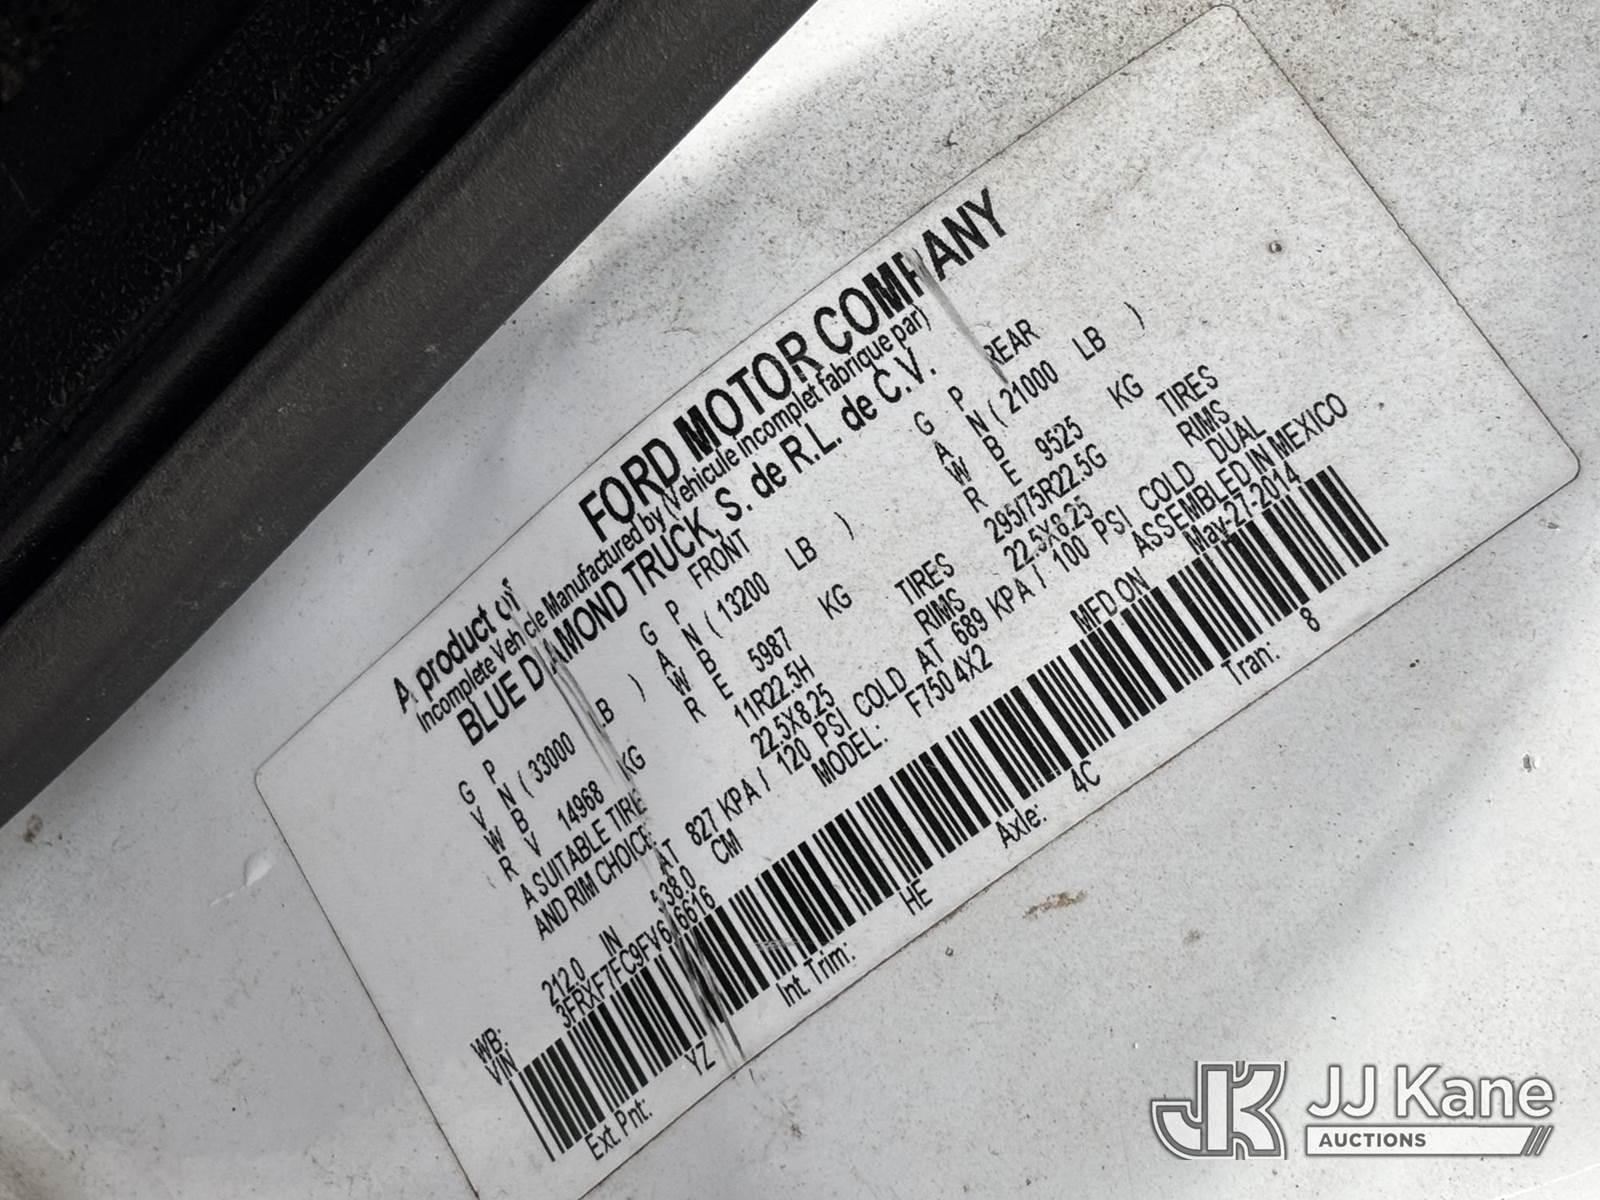 A product of
FORD MOTOR COMPANY
Incomplete Vehicle Manufactured by (Vehicule incomplet fabrique par)
BLUE DIAMOND TRUCK, S. de R.L. de C.V.
FRONT REAR
G P G P G P
V N ( 33000 LB ) A N ( 13200 LB ) A N ( 21000 LB )
W B W B W B
R V 14968 KG R E 5987 KG R E 9525 KG
A SUITABLE TIRE 11R22.5H TIRES 295/75R22.5G TIRES
AND RIM CHOICE 22.5X8.25 RIMS 22.5X8.25 RIMS
AT 827 KPA / 120 PSI COLD AT 689 KPA / 100 PSI COLD DUAL
WB: 212.0 IN 538.0 CM MODEL: F750 4X2 ASSEMBLED IN MEXICO
VIN 3FRXF7FC9FV646616 MFD.ON May-27-2014
Ext Pnt: YZ Int. Trim: HE Axle: 4C Tran: 8
JJ Kane
AUCTIONS